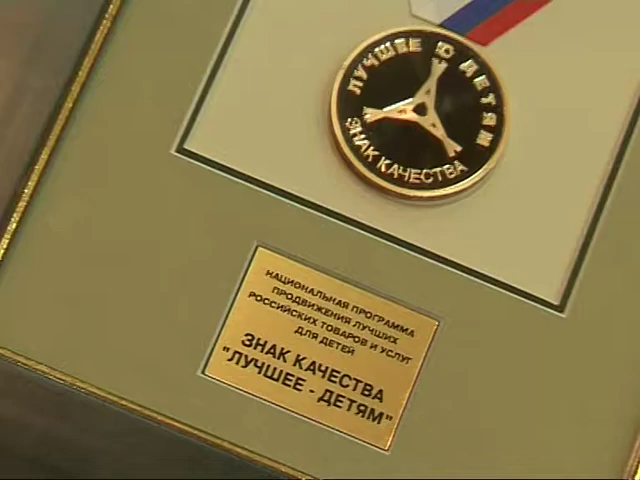 ЛУЧШЕЕ
ДЕТЯМ
ЗНАК КАЧЕСТВА
НАЦИОНАЛЬНАЯ ПРОГРАММА
ПРОДВИЖЕНИЯ ЛУЧШИХ
РОССИЙСКИХ ТОВАРОВ И УСЛУГ
ДЛЯ ДЕТЕЙ
ЗНАК КАЧЕСТВА
"ЛУЧШЕЕ - ДЕТЯМ"